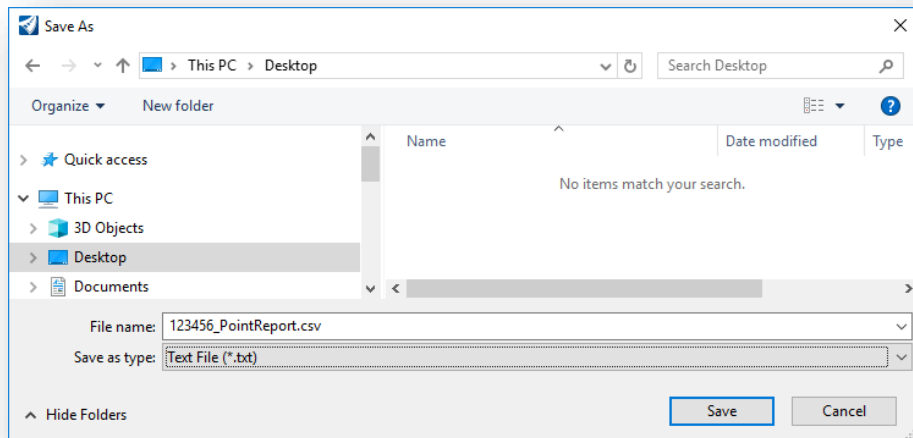 Save As
This PC > Desktop
Search Desktop
Organize
New folder
?
Quick access
This PC
3D Objects
Desktop
Documents
Name
Date modified
Type
No items match your search.
File name: 123456_PointReport.csv
Save as type: Text File (*.txt)
Hide Folders
Save
Cancel